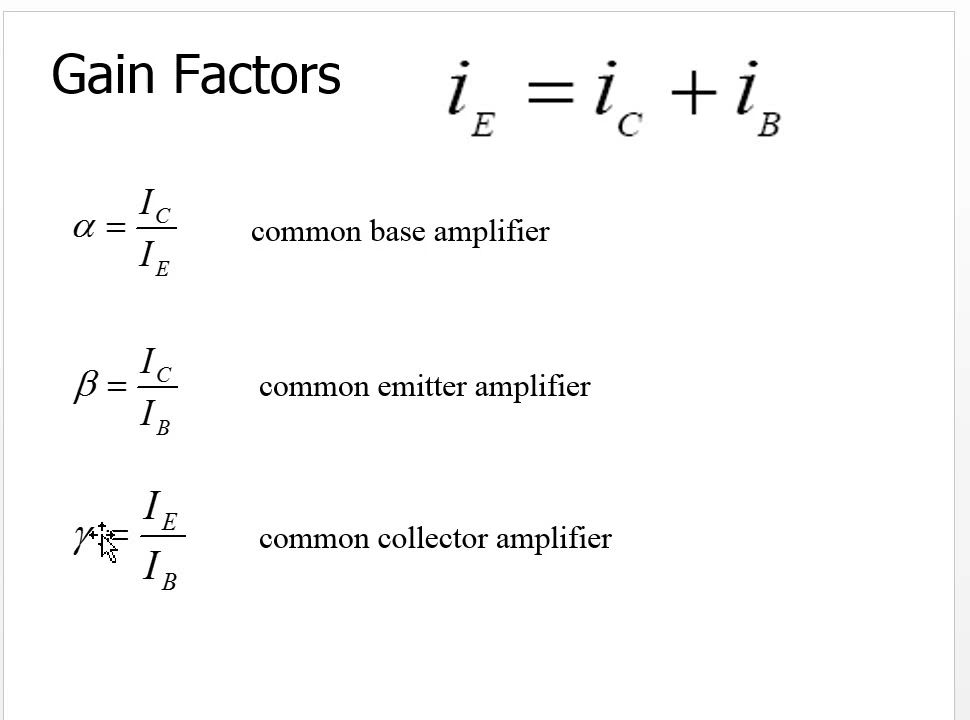 Gain Factors
i_E = i_C + i_B
α = I_C / I_E common base amplifier
β = I_C / I_B common emitter amplifier
γ = I_E / I_B common collector amplifier